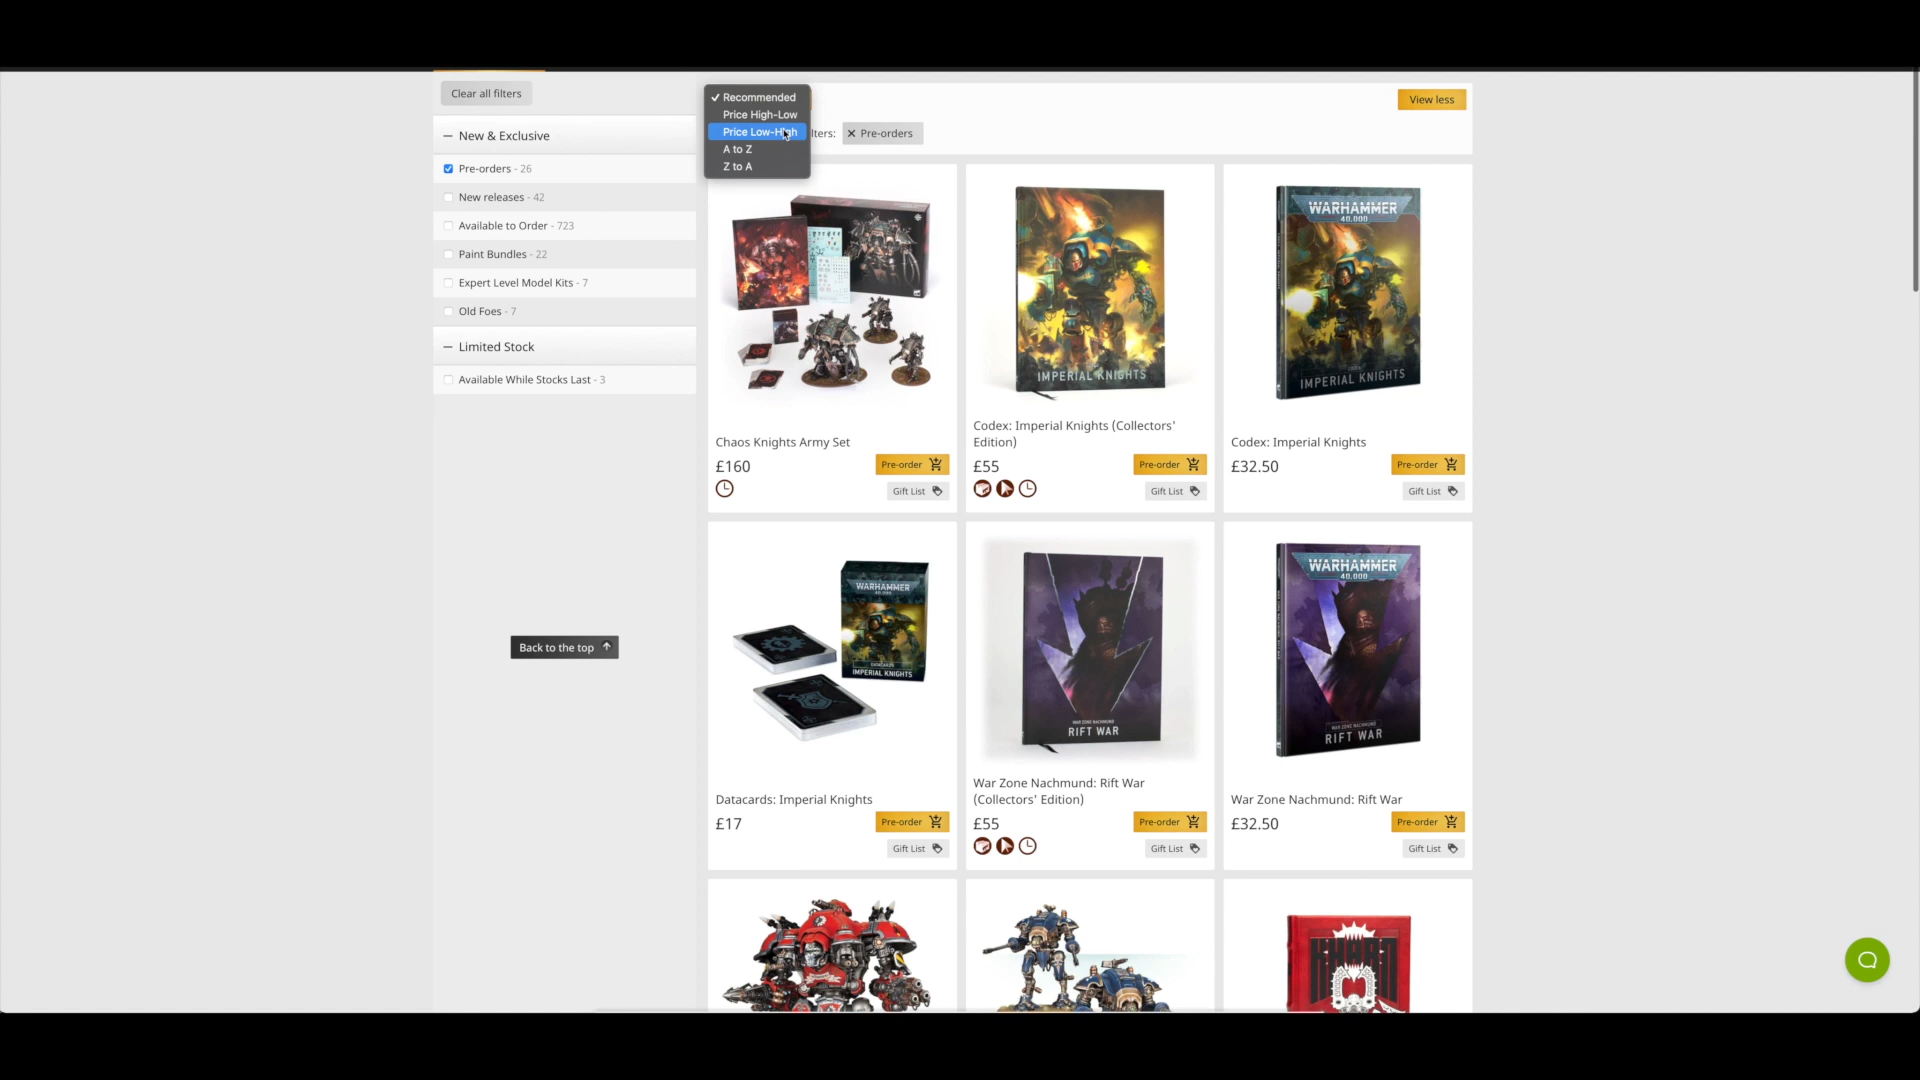 Clear all filters
✓ Recommended
Price High-Low
Price Low-High
A to Z
Z to A
View less
lters:
✕ Pre-orders
— New & Exclusive
Pre-orders - 26
New releases - 42
Available to Order - 723
Paint Bundles - 22
Expert Level Model Kits - 7
Old Foes - 7
— Limited Stock
Available While Stocks Last - 3
Back to the top
IMPERIAL KNIGHTS
WARHAMMER
40,000
IMPERIAL KNIGHTS
Chaos Knights Army Set
£160
Pre-order
Gift List
Codex: Imperial Knights (Collectors'
Edition)
£55
Pre-order
Gift List
Codex: Imperial Knights
£32.50
Pre-order
Gift List
WARHAMMER
40,000
DATACARDS
IMPERIAL KNIGHTS
WAR ZONE NACHMUND
RIFT WAR
WARHAMMER
40,000
WAR ZONE NACHMUND
RIFT WAR
Datacards: Imperial Knights
£17
Pre-order
Gift List
War Zone Nachmund: Rift War
(Collectors' Edition)
£55
Pre-order
Gift List
War Zone Nachmund: Rift War
£32.50
Pre-order
Gift List